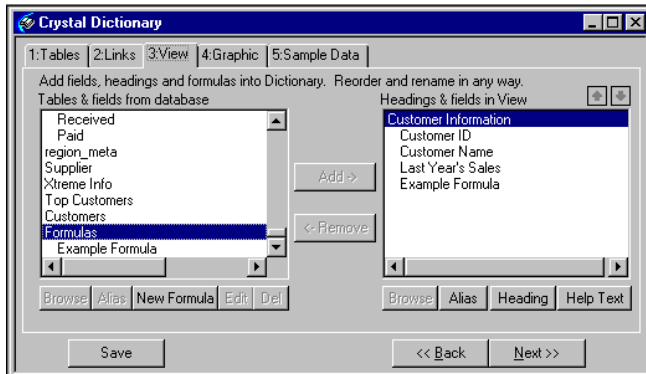 Crystal Dictionary
1:Tables 2:Links 3:View 4:Graphic 5:Sample Data
Add fields, headings and formulas into Dictionary. Reorder and rename in any way.
Tables & fields from database
Headings & fields in View
Received
Paid
region_meta
Supplier
Xtreme Info
Top Customers
Customers
Formulas
Example Formula
Add ->
<- Remove
Customer Information
Customer ID
Customer Name
Last Year's Sales
Example Formula
Browse Alias New Formula Edit Del
Browse Alias Heading Help Text
Save
<< Back
Next >>